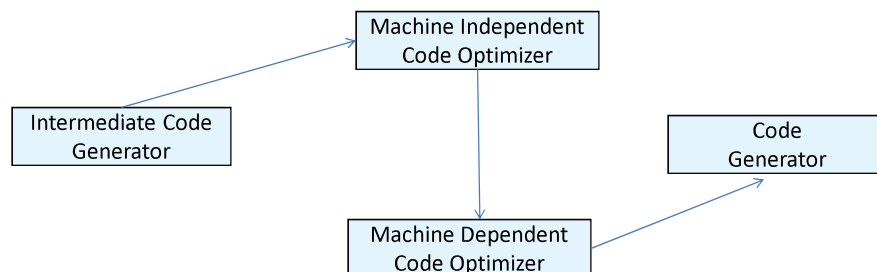 Machine Independent
Code Optimizer
Intermediate Code
Generator
Code
Generator
Machine Dependent
Code Optimizer